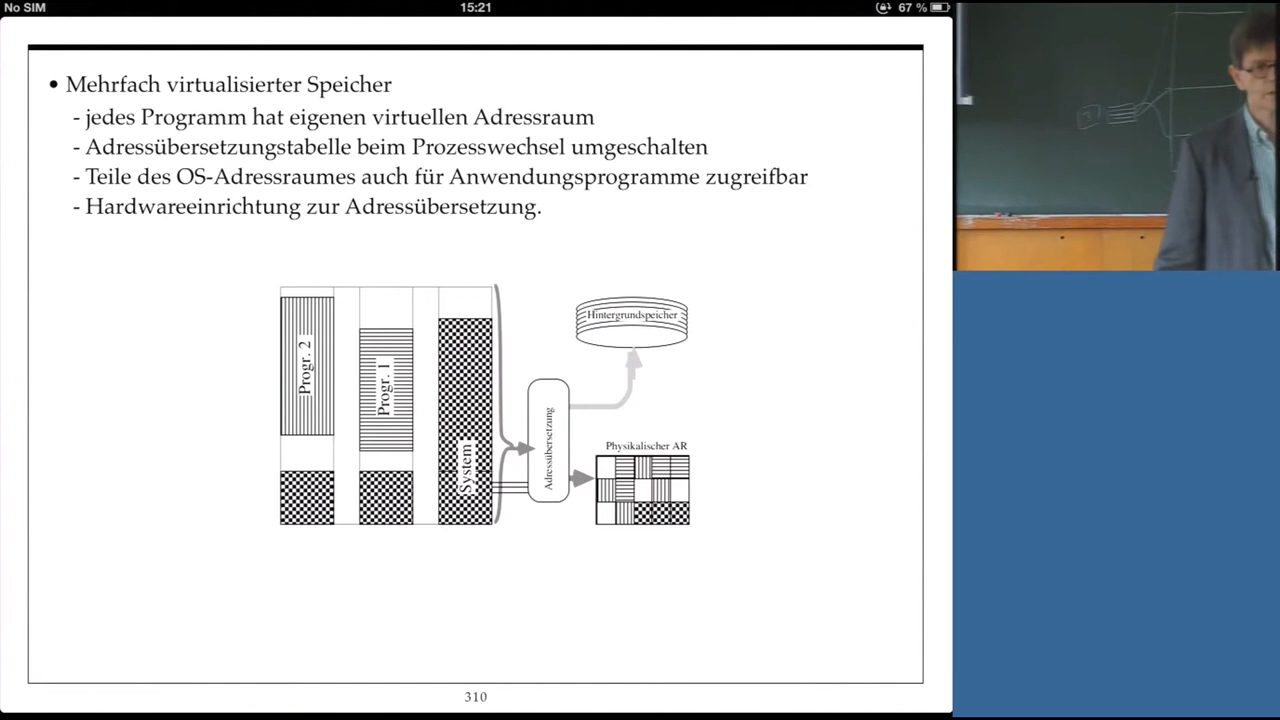 No SIM
15:21
67 %
• Mehrfach virtualisierter Speicher
- jedes Programm hat eigenen virtuellen Adressraum
- Adressübersetzungstabelle beim Prozesswechsel umgeschalten
- Teile des OS-Adressraumes auch für Anwendungsprogramme zugreifbar
- Hardwareeinrichtung zur Adressübersetzung.
Progr. 2
Progr. 1
System
Adressübersetzung
Hintergrundspeicher
Physikalischer AR
310